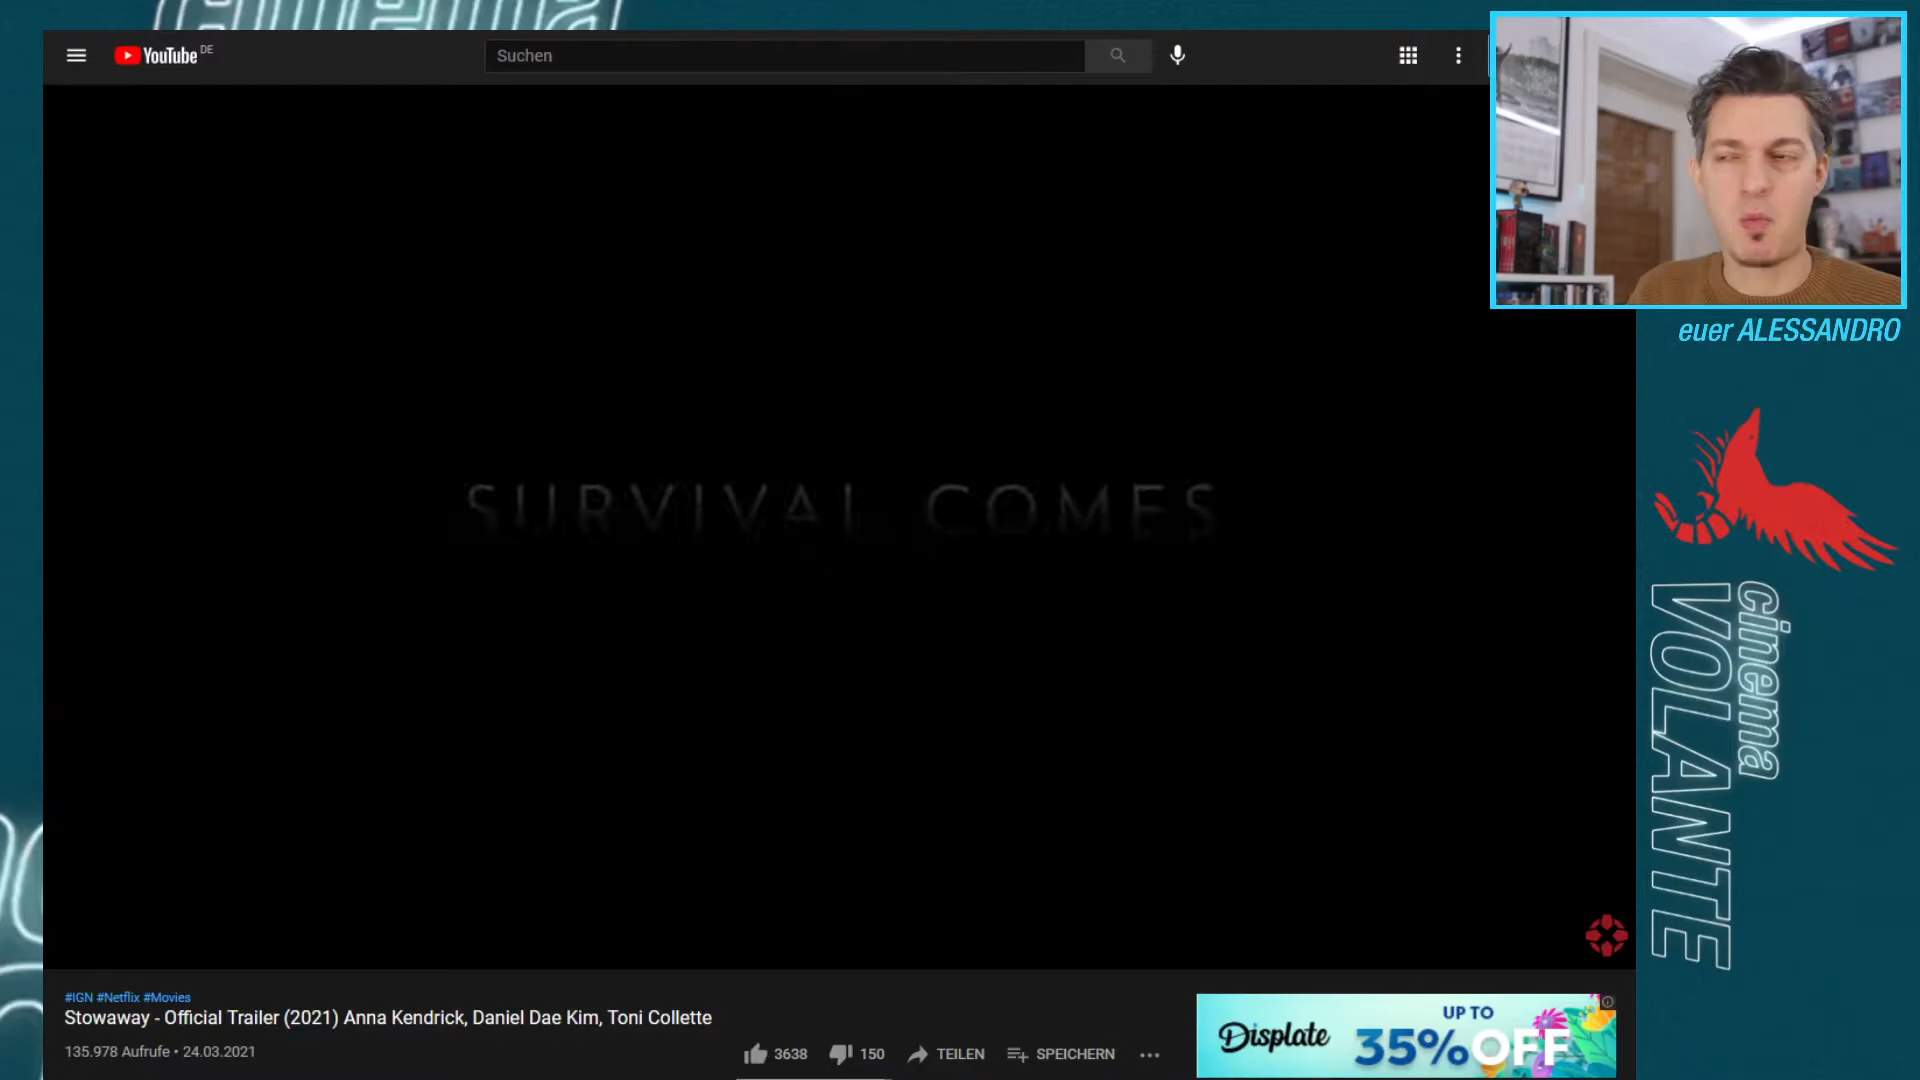 YouTube DE
Suchen
euer ALESSANDRO
SURVIVAL COMES
cinema
VOLANTE
#IGN #Netflix #Movies
Stowaway - Official Trailer (2021) Anna Kendrick, Daniel Dae Kim, Toni Collette
135.978 Aufrufe • 24.03.2021
3638
150
TEILEN
SPEICHERN
Displate
UP TO
35% OFF